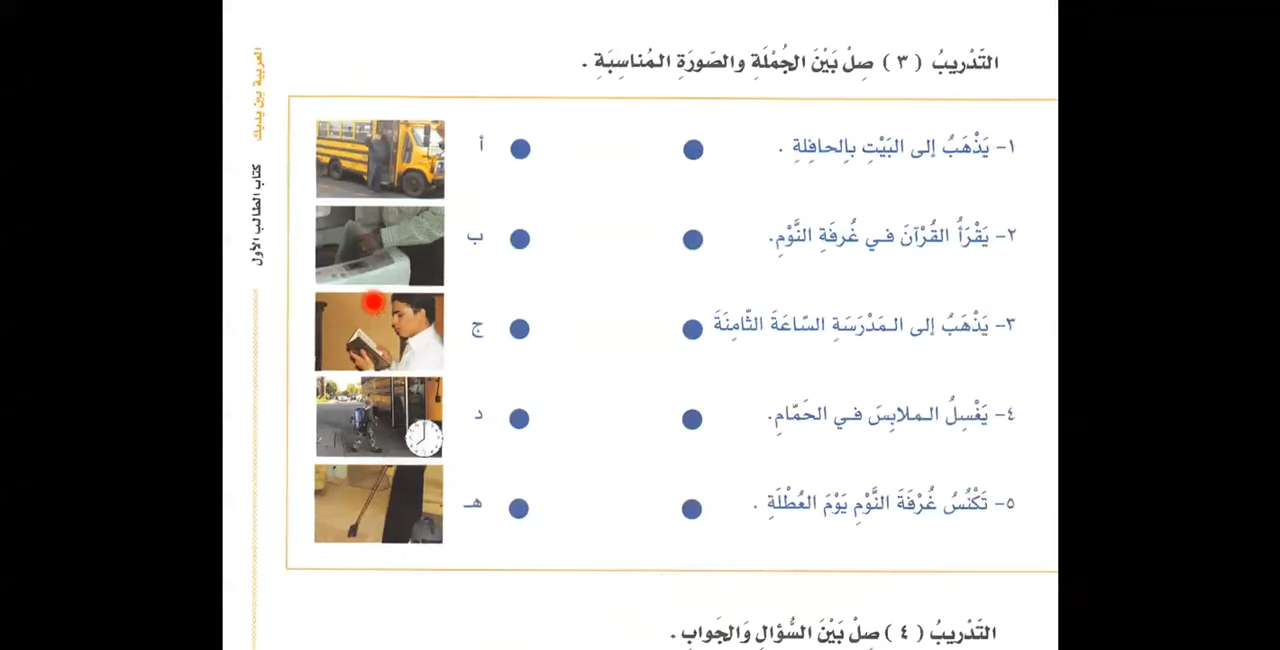 التَّدْرِيبُ ( ٣ ) صِلْ بَيْنَ الجُمْلَةِ والصّورَةِ المُناسِبَةِ .
١- يَذْهَبُ إلى البَيْتِ بِالحافِلةِ .
أ
٢- يَقْرَأُ القُرْآنَ في غُرفَةِ النَّوْمِ.
ب
٣- يَذْهَبُ إلى المَدْرَسَةِ السّاعَةَ الثّامِنَةَ
ج
٤- يَغْسِلُ الملابِسَ في الحَمّامِ.
د
٥- تَكْنُسُ غُرْفَةَ النَّوْمِ يَوْمَ العُطْلَةِ .
هـ
التَّدْرِيبُ ( ٤ ) صِلْ بَيْنَ السُّؤالِ وَالجَوابِ .
العربية بين يديك
كتاب الطالب الأول